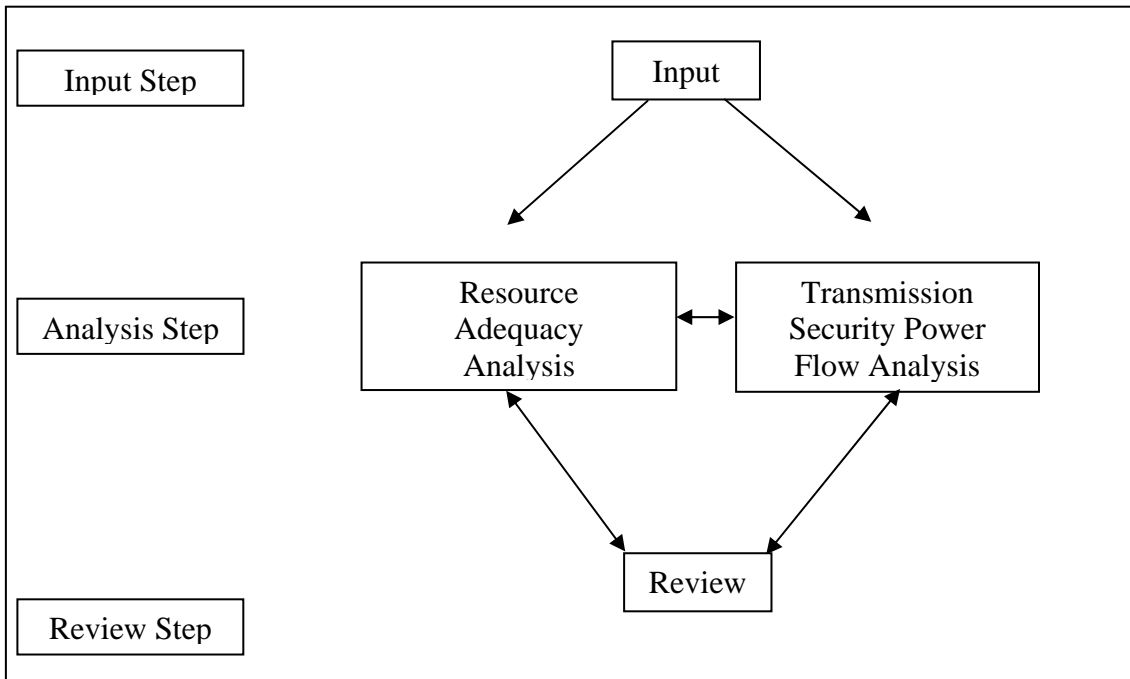 Input Step
Input
Analysis Step
Resource
Adequacy
Analysis
Transmission
Security Power
Flow Analysis
Review
Review Step